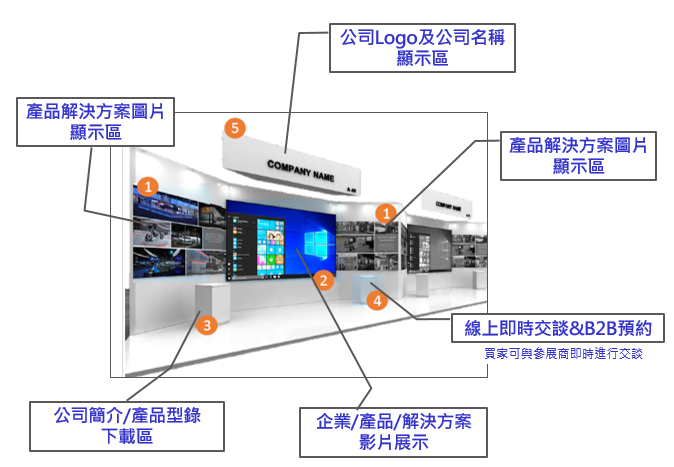 公司Logo及公司名稱
顯示區
產品解決方案圖片
顯示區
5
COMPANY NAME
產品解決方案圖片
顯示區
1
1
COMPANY NAME
2
4
3
線上即時交談&B2B預約
買家可與參展商即時進行交談
公司簡介/產品型錄
下載區
企業/產品/解決方案
影片展示